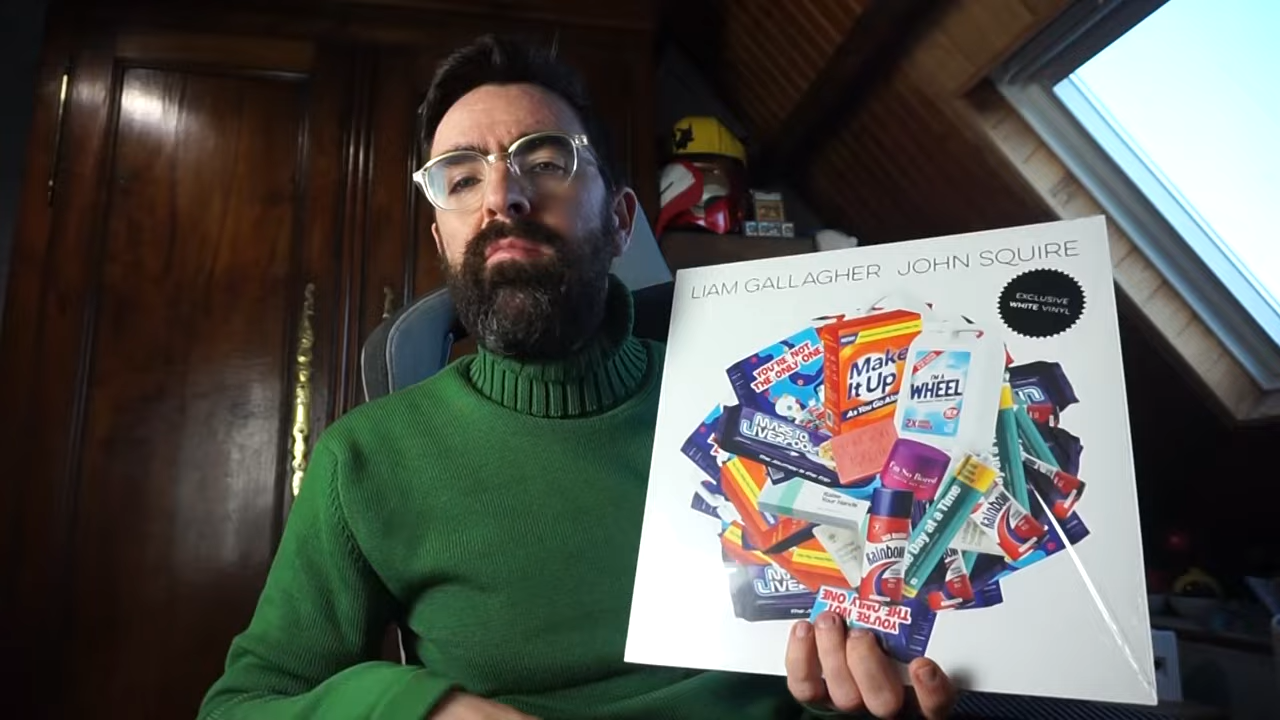 LIAM GALLAGHER JOHN SQUIRE
EXCLUSIVE
WHITE VINYL
YOU'RE NOT
THE ONLY ONE
Make
It Up
As You Go Alo
I'M A
WHEEL
2X
NEW
MARS TO
LIVERPOOL
I'm So Bored
Raise
Your Hands
Day at a Time
Rainbow
Rainbow
YOU'RE NOT
THE ONLY ONE